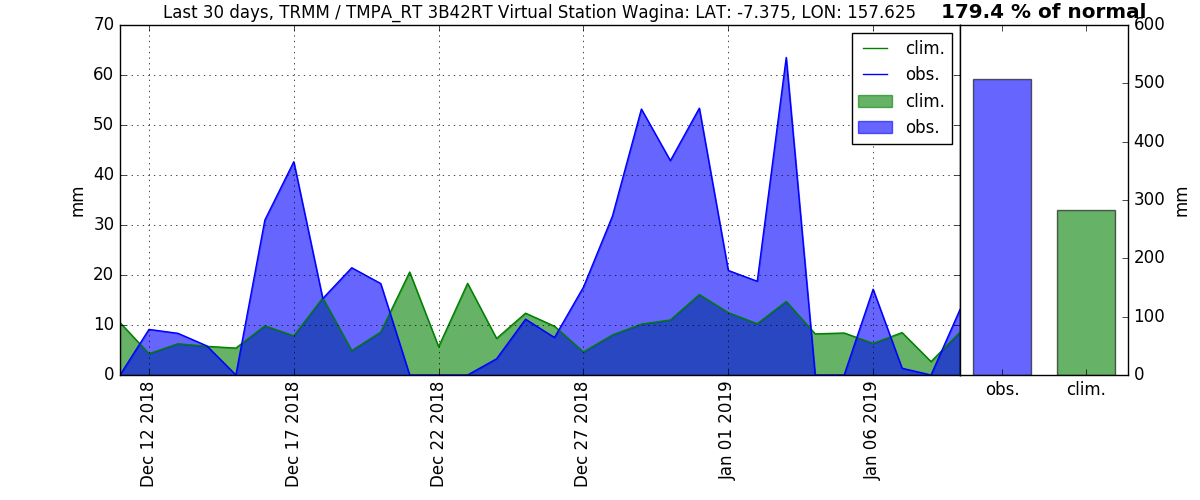 Last 30 days, TRMM / TMPA_RT 3B42RT Virtual Station Wagina: LAT: -7.375, LON: 157.625
179.4 % of normal
70
60
50
40
30
20
10
0
mm
clim.
obs.
clim.
obs.
Dec 12 2018
Dec 17 2018
Dec 22 2018
Dec 27 2018
Jan 01 2019
Jan 06 2019
600
500
400
300
200
100
0
mm
obs.
clim.